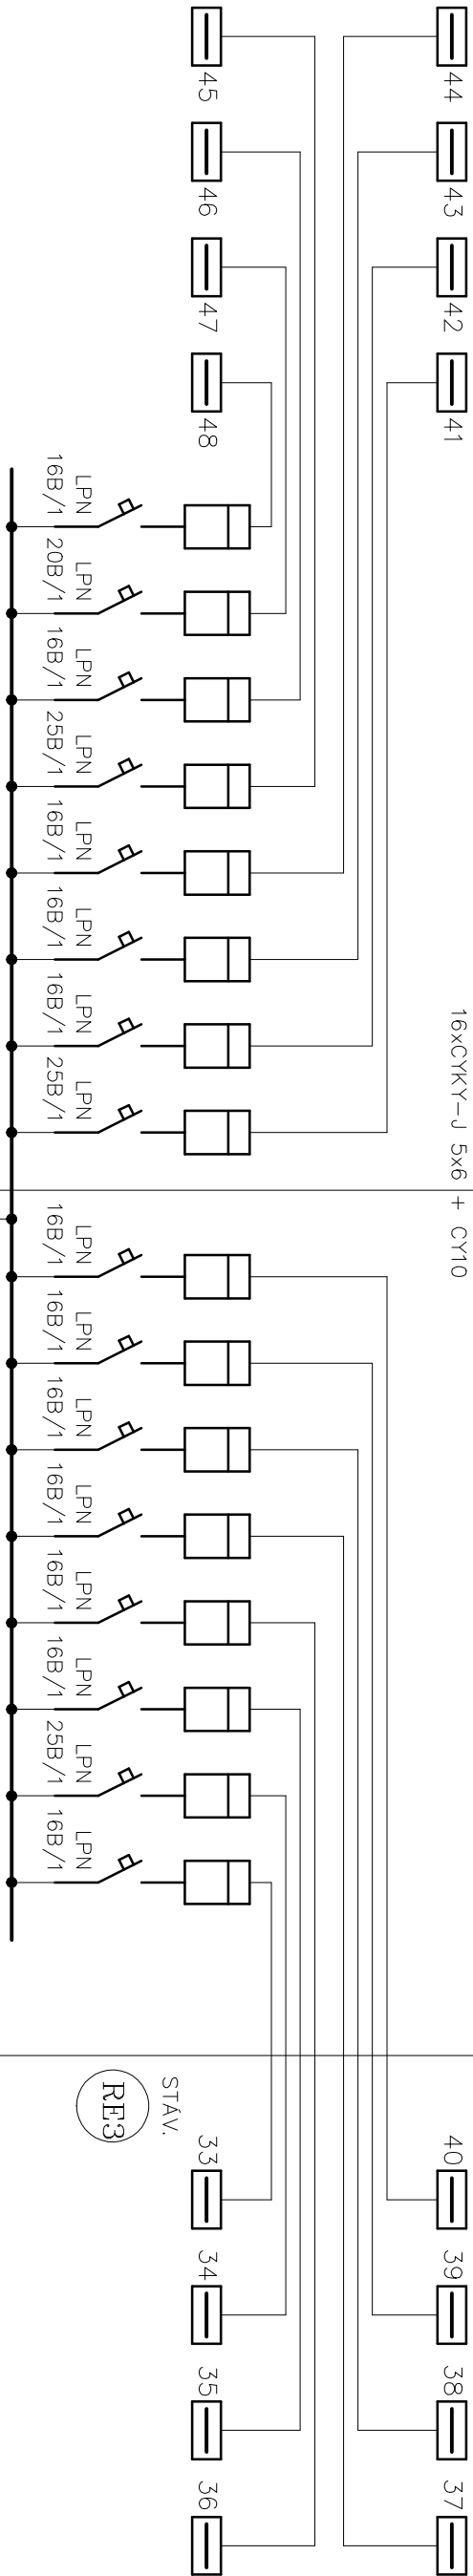 44
43
42
41
45
46
47
48
16xCYKY-J 5x6 + CY10
LPN
16B/1
LPN
20B/1
LPN
16B/1
LPN
25B/1
LPN
16B/1
LPN
16B/1
LPN
16B/1
LPN
25B/1
LPN
16B/1
LPN
16B/1
LPN
16B/1
LPN
16B/1
LPN
16B/1
LPN
16B/1
LPN
25B/1
LPN
16B/1
STÁV.
RE3
40
39
38
37
33
34
35
36